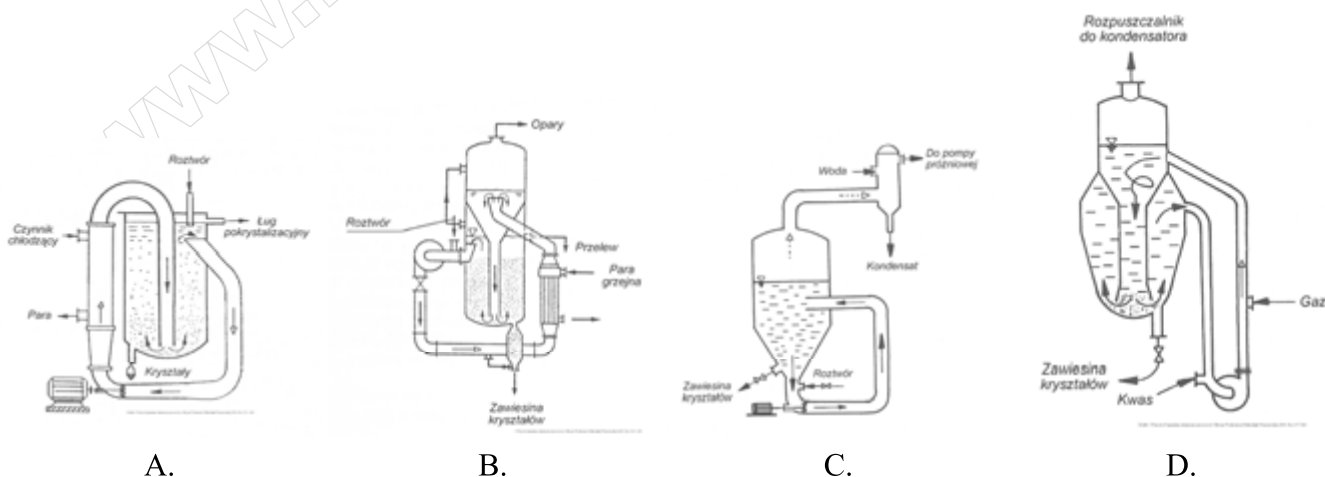 www.
Roztwór
Czynnik
chłodzący
Ług
pokrystalizacyjny
Para
Kryształy
A.
Opary
Roztwór
Przelew
Para
grzejna
Zawiesina
kryształów
B.
Woda
Do pompy
próżniowej
Kondensat
Zawiesina
kryształów
Roztwór
C.
Rozpuszczalnik
do kondensatora
Gaz
Zawiesina
kryształów
Kwas
D.